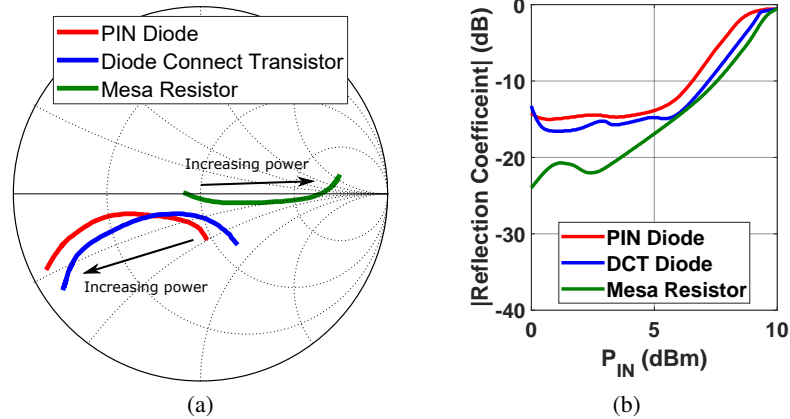 PIN Diode
Diode Connect Transistor
Mesa Resistor
Increasing power
Increasing power
(a)
|Reflection Coefficeint| (dB)
0
-10
-20
-30
-40
PIN Diode
DCT Diode
Mesa Resistor
0
5
10
P_IN (dBm)
(b)